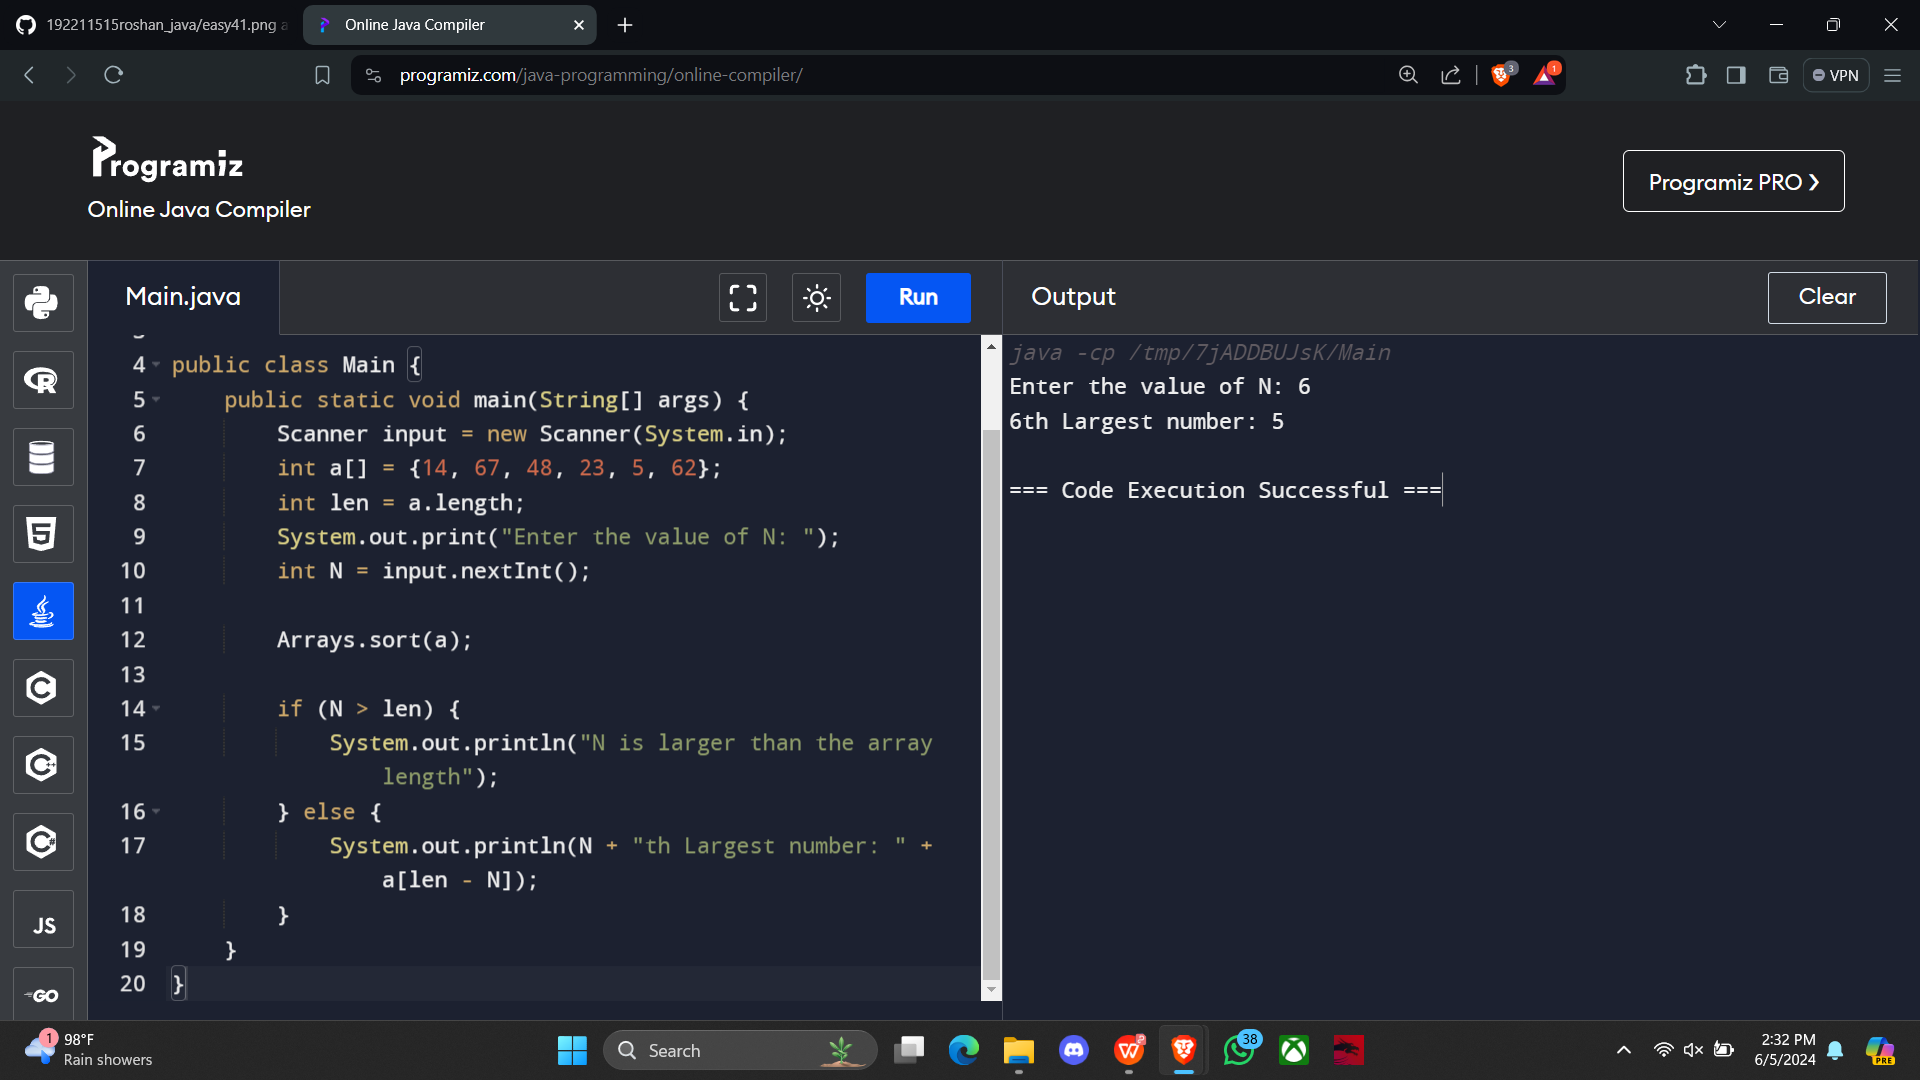 192211515roshan_java/easy41.png a
Online Java Compiler
programiz.com/java-programming/online-compiler/
3
1
VPN
Programiz
Online Java Compiler
Programiz PRO ❯
Main.java
Run
Output
Clear
4 public class Main {
5 public static void main(String[] args) {
6 Scanner input = new Scanner(System.in);
7 int a[] = {14, 67, 48, 23, 5, 62};
8 int len = a.length;
9 System.out.print("Enter the value of N: ");
10 int N = input.nextInt();
11
12 Arrays.sort(a);
13
14 if (N > len) {
15 System.out.println("N is larger than the array
length");
16 } else {
17 System.out.println(N + "th Largest number: " +
a[len - N]);
18 }
19 }
20 }
java -cp /tmp/7jADDBUJsK/Main
Enter the value of N: 6
6th Largest number: 5
=== Code Execution Successful ===
R
5
C
C++
C#
JS
GO
1
98°F
Rain showers
Search
W
38
2:32 PM
6/5/2024
PRE